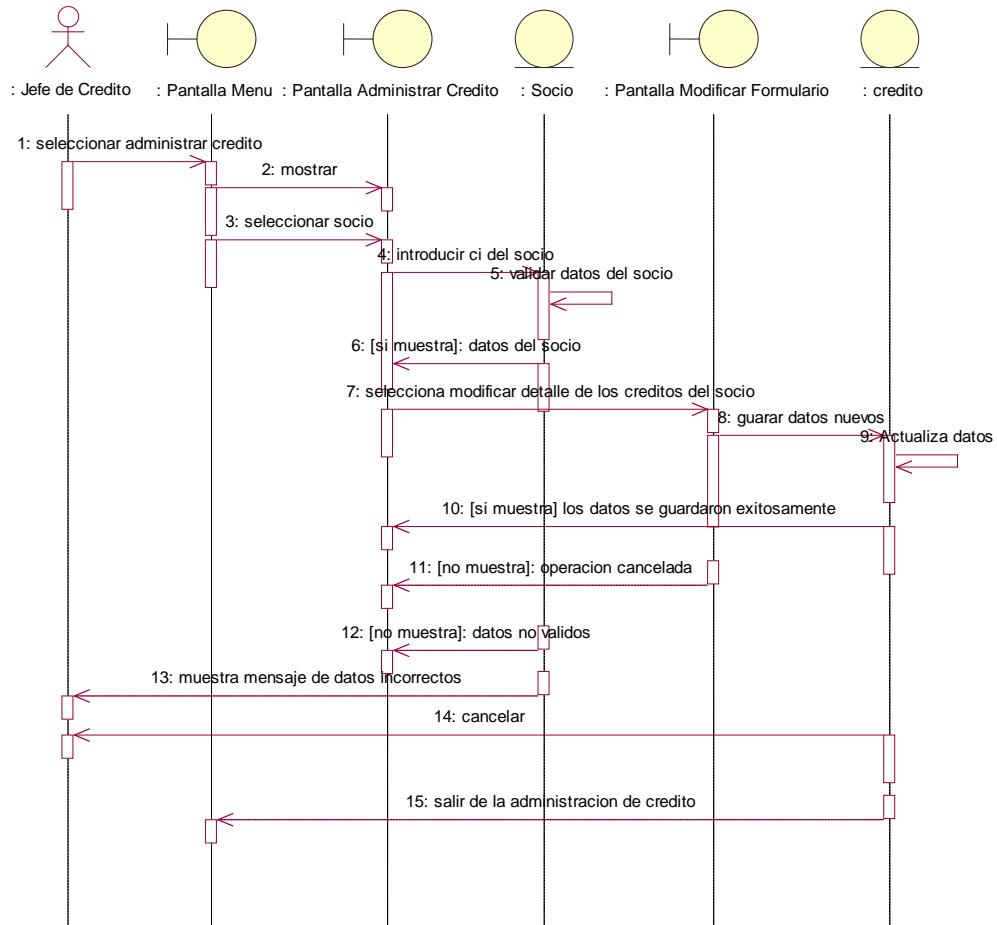 : Jefe de Credito
: Pantalla Menu
: Pantalla Administrar Credito
: Socio
: Pantalla Modificar Formulario
: credito
1: seleccionar administrar credito
2: mostrar
3: seleccionar socio
4: introducir ci del socio
5: validar datos del socio
6: [si muestra]: datos del socio
7: selecciona modificar detalle de los creditos del socio
8: guarar datos nuevos
9: Actualiza datos
10: [si muestra] los datos se guardaron exitosamente
11: [no muestra]: operacion cancelada
12: [no muestra]: datos no validos
13: muestra mensaje de datos incorrectos
14: cancelar
15: salir de la administracion de credito